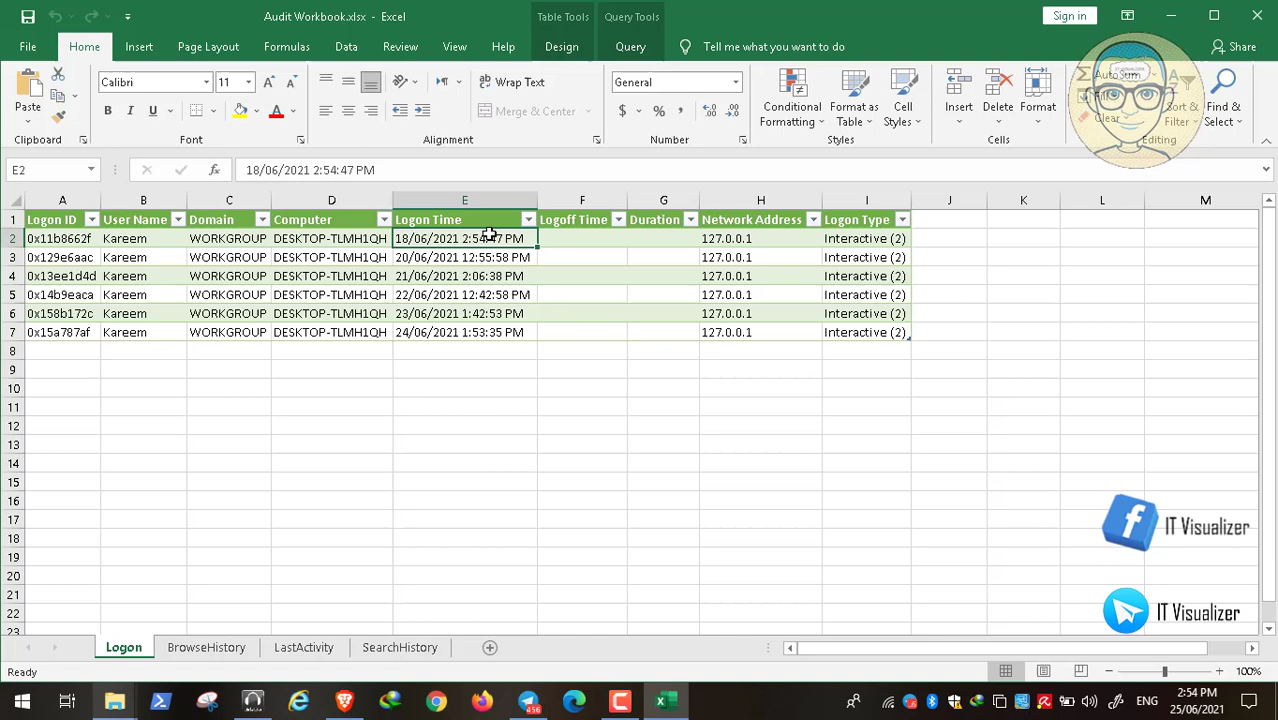 Audit Workbook.xlsx - Excel
Table Tools
Query Tools
Sign in
File Home Insert Page Layout Formulas Data Review View Help Design Query Tell me what you want to do Share
Paste
Calibri 11
Wrap Text
General
Merge & Center
$ %
Conditional Formatting
Format as Table
Cell Styles
Insert Delete Format
AutoSum
Fill
Clear
Sort & Filter
Find & Select
IT VISUALIZER
Clipboard Font Alignment Number Styles Cells Editing
E2 18/06/2021 2:54:47 PM
A B C D E F G H I J K L M
1 Logon ID User Name Domain Computer Logon Time Logoff Time Duration Network Address Logon Type
2 0x11b8662f Kareem WORKGROUP DESKTOP-TLMH1QH 18/06/2021 2:54:47 PM 127.0.0.1 Interactive (2)
3 0x129e6aac Kareem WORKGROUP DESKTOP-TLMH1QH 20/06/2021 12:55:58 PM 127.0.0.1 Interactive (2)
4 0x13ee1d4d Kareem WORKGROUP DESKTOP-TLMH1QH 21/06/2021 2:06:38 PM 127.0.0.1 Interactive (2)
5 0x14b9eaca Kareem WORKGROUP DESKTOP-TLMH1QH 22/06/2021 12:42:58 PM 127.0.0.1 Interactive (2)
6 0x158b172c Kareem WORKGROUP DESKTOP-TLMH1QH 23/06/2021 1:42:53 PM 127.0.0.1 Interactive (2)
7 0x15a787af Kareem WORKGROUP DESKTOP-TLMH1QH 24/06/2021 1:53:35 PM 127.0.0.1 Interactive (2)
8
9
10
11
12
13
14
15
16
17
18
19
20
21
22
23
IT Visualizer
IT Visualizer
Logon BrowseHistory LastActivity SearchHistory
Ready 100%
456
ENG
2:54 PM
25/06/2021